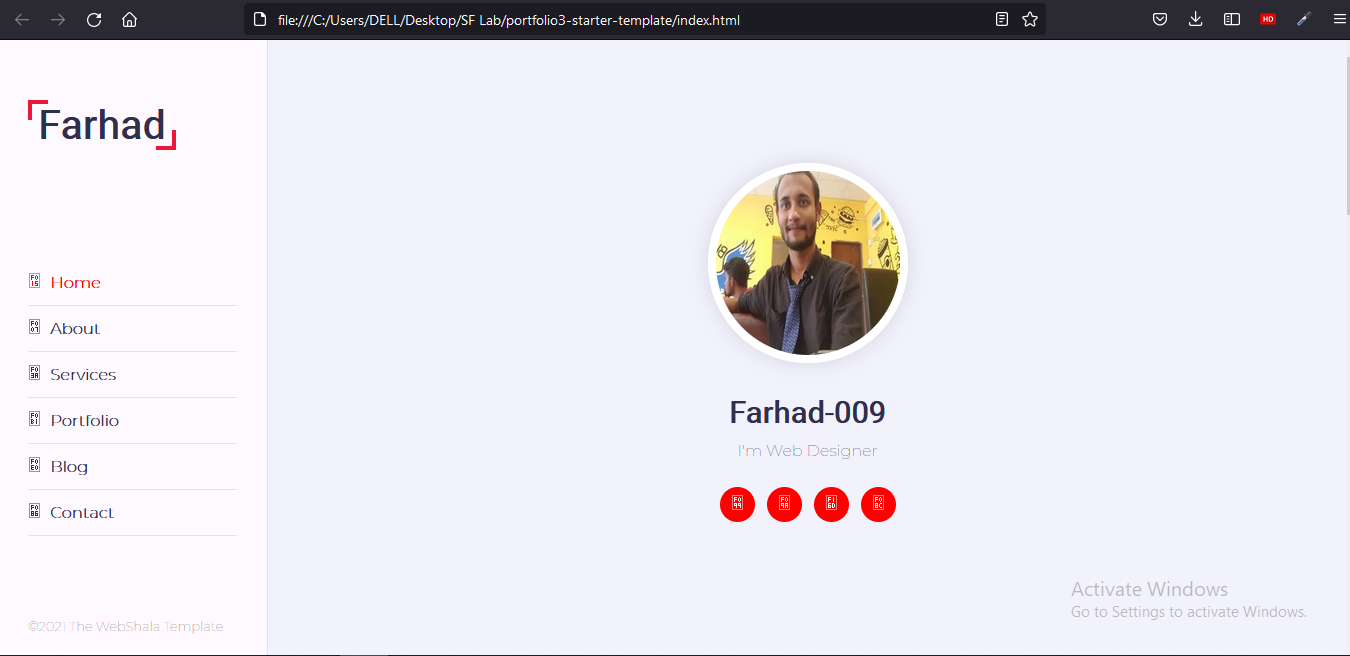 file:///C:/Users/DELL/Desktop/SF Lab/portfolio3-starter-template/index.html
HD
Farhad
Home
About
Services
Portfolio
Blog
Contact
©2021 The WebShala Template
Farhad-009
I'm Web Designer
Activate Windows
Go to Settings to activate Windows.